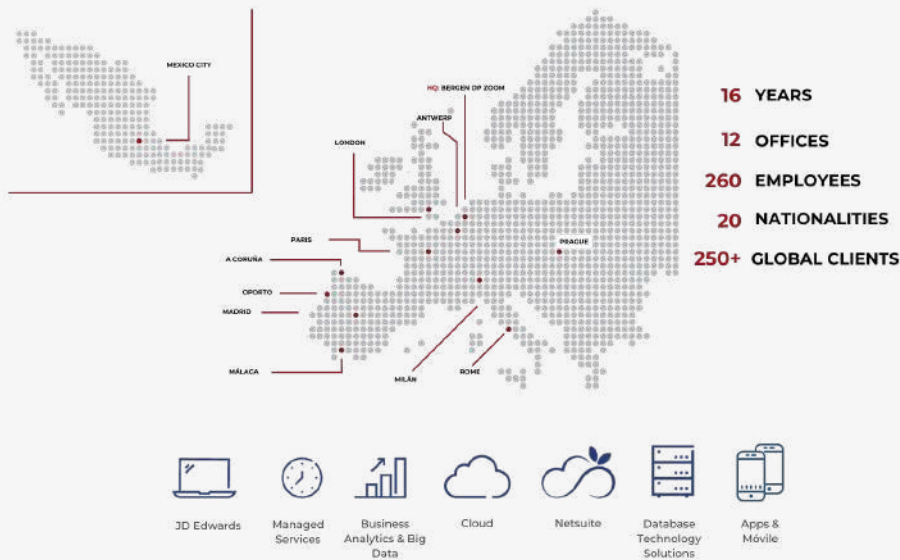 MEXICO CITY
HQ: BERGEN OP ZOOM
ANTWERP
LONDON
PARIS
PRAGUE
A CORUÑA
OPORTO
MADRID
MÁLACA
MILÁN
ROME
16 YEARS
12 OFFICES
260 EMPLOYEES
20 NATIONALITIES
250+ GLOBAL CLIENTS
JD Edwards
Managed
Services
Business
Analytics & Big
Data
Cloud
Netsuite
Database
Technology
Solutions
Apps &
Móvile